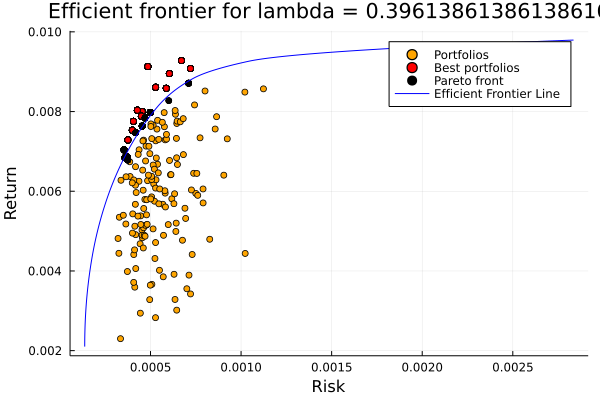 Efficient frontier for lambda = 0.3961386138613861
0.010
0.008
0.006
0.004
0.002
Return
Portfolios
Best portfolios
Pareto front
Efficient Frontier Line
0.0005
0.0010
0.0015
0.0020
0.0025
Risk